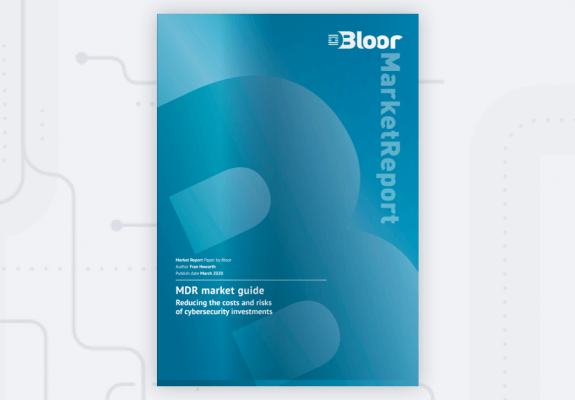 Bloor
MarketReport
Market Report Paper by Bloor
Author Fran Howarth
Publish date March 2020
MDR market guide
Reducing the costs and risks
of cybersecurity investments